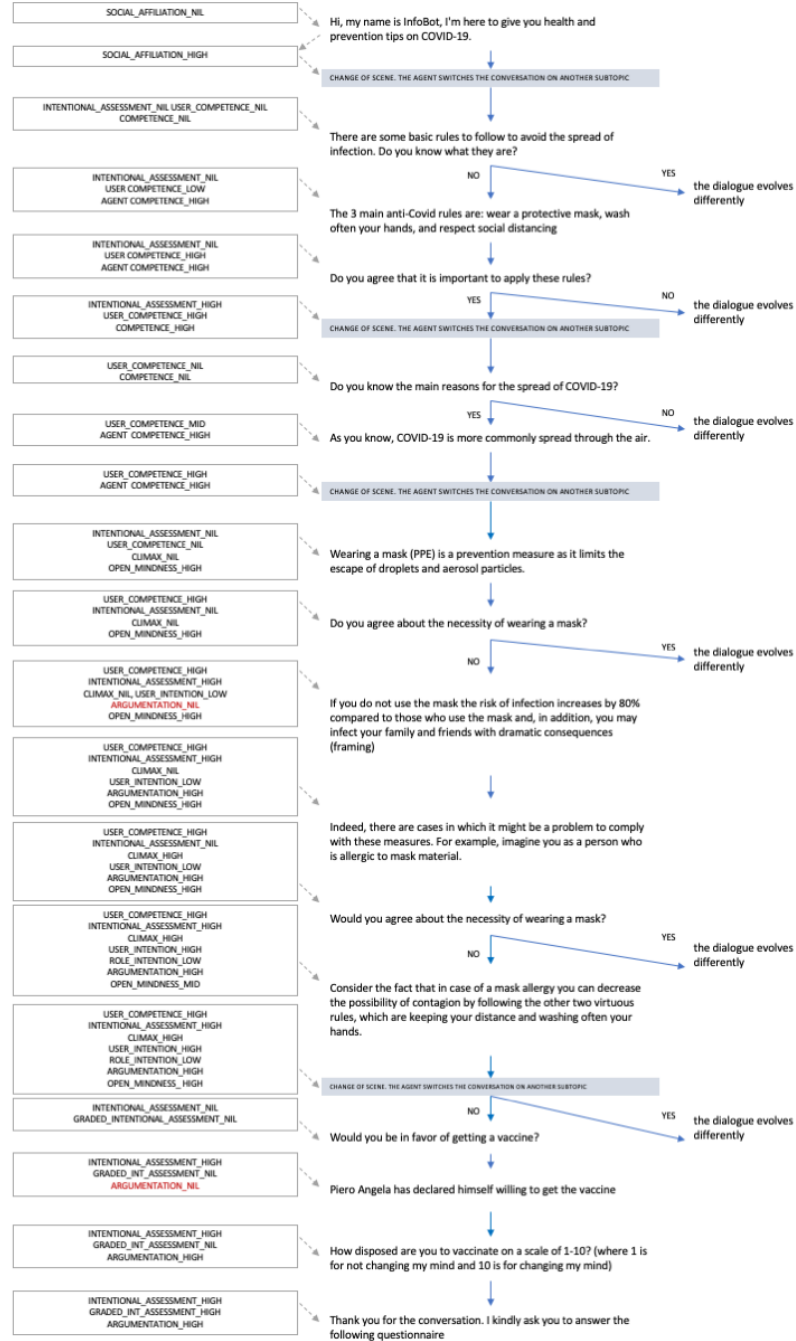 SOCIAL_AFFILIATION_NIL
Hi, my name is InfoBot, I'm here to give you health and
prevention tips on COVID-19.
SOCIAL_AFFILIATION_HIGH
CHANGE OF SCENE. THE AGENT SWITCHES THE CONVERSATION ON ANOTHER SUBTOPIC
INTENTIONAL_ASSESSMENT_NIL USER_COMPETENCE_NIL
COMPETENCE_NIL
There are some basic rules to follow to avoid the spread of
infection. Do you know what they are?
NO
YES
the dialogue evolves
differently
INTENTIONAL_ASSESSMENT_NIL
USER COMPETENCE_LOW
AGENT COMPETENCE_HIGH
The 3 main anti-Covid rules are: wear a protective mask, wash
often your hands, and respect social distancing
INTENTIONAL_ASSESSMENT_NIL
USER COMPETENCE_HIGH
AGENT COMPETENCE_HIGH
Do you agree that it is important to apply these rules?
YES
NO
the dialogue evolves
differently
INTENTIONAL_ASSESSMENT_HIGH
USER_COMPETENCE_HIGH
COMPETENCE_HIGH
CHANGE OF SCENE. THE AGENT SWITCHES THE CONVERSATION ON ANOTHER SUBTOPIC
USER_COMPETENCE_NIL
COMPETENCE_NIL
Do you know the main reasons for the spread of COVID-19?
YES
NO
the dialogue evolves
differently
USER_COMPETENCE_MID
AGENT COMPETENCE_HIGH
As you know, COVID-19 is more commonly spread through the air.
USER_COMPETENCE_HIGH
AGENT COMPETENCE_HIGH
CHANGE OF SCENE. THE AGENT SWITCHES THE CONVERSATION ON ANOTHER SUBTOPIC
INTENTIONAL_ASSESSMENT_NIL
USER_COMPETENCE_NIL
CLIMAX_NIL
OPEN_MINDNESS_HIGH
Wearing a mask (PPE) is a prevention measure as it limits the
escape of droplets and aerosol particles.
USER_COMPETENCE_HIGH
INTENTIONAL_ASSESSMENT_NIL
CLIMAX_NIL
OPEN_MINDNESS_HIGH
Do you agree about the necessity of wearing a mask?
NO
YES
the dialogue evolves
differently
USER_COMPETENCE_HIGH
INTENTIONAL_ASSESSMENT_HIGH
CLIMAX_NIL, USER_INTENTION_LOW
ARGUMENTATION_NIL
OPEN_MINDNESS_HIGH
If you do not use the mask the risk of infection increases by 80%
compared to those who use the mask and, in addition, you may
infect your family and friends with dramatic consequences
(framing)
USER_COMPETENCE_HIGH
INTENTIONAL_ASSESSMENT_HIGH
CLIMAX_NIL
USER_INTENTION_LOW
ARGUMENTATION_HIGH
OPEN_MINDNESS_HIGH
Indeed, there are cases in which it might be a problem to comply
with these measures. For example, imagine you as a person who
is allergic to mask material.
USER_COMPETENCE_HIGH
INTENTIONAL_ASSESSMENT_NIL
CLIMAX_HIGH
USER_INTENTION_LOW
ARGUMENTATION_HIGH
OPEN_MINDNESS_HIGH
Would you agree about the necessity of wearing a mask?
NO
YES
the dialogue evolves
differently
USER_COMPETENCE_HIGH
INTENTIONAL_ASSESSMENT_HIGH
CLIMAX_HIGH
USER_INTENTION_HIGH
ROLE_INTENTION_LOW
ARGUMENTATION_HIGH
OPEN_MINDNESS_MID
Consider the fact that in case of a mask allergy you can decrease
the possibility of contagion by following the other two virtuous
rules, which are keeping your distance and washing often your
hands.
USER_COMPETENCE_HIGH
INTENTIONAL_ASSESSMENT_HIGH
CLIMAX_HIGH
USER_INTENTION_HIGH
ROLE_INTENTION_LOW
ARGUMENTATION_HIGH
OPEN_MINDNESS_ HIGH
CHANGE OF SCENE. THE AGENT SWITCHES THE CONVERSATION ON ANOTHER SUBTOPIC
INTENTIONAL_ASSESSMENT_NIL
GRADED_INTENTIONAL_ASSESSMENT_NIL
NO
YES
the dialogue evolves
differently
Would you be in favor of getting a vaccine?
INTENTIONAL_ASSESSMENT_HIGH
GRADED_INT_ASSESSMENT_NIL
ARGUMENTATION_NIL
Piero Angela has declared himself willing to get the vaccine
INTENTIONAL_ASSESSMENT_HIGH
GRADED_INT_ASSESSMENT_NIL
ARGUMENTATION_HIGH
How disposed are you to vaccinate on a scale of 1-10? (where 1 is
for not changing my mind and 10 is for changing my mind)
INTENTIONAL_ASSESSMENT_HIGH
GRADED_INT_ASSESSMENT_HIGH
ARGUMENTATION_HIGH
Thank you for the conversation. I kindly ask you to answer the
following questionnaire